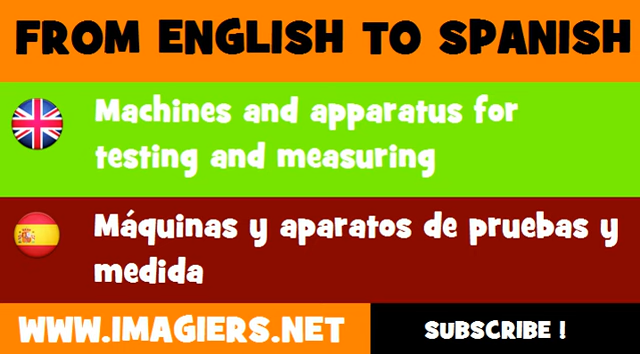 FROM ENGLISH TO SPANISH
Machines and apparatus for
testing and measuring
Máquinas y aparatos de pruebas y
medida
WWW.IMAGIERS.NET
SUBSCRIBE !